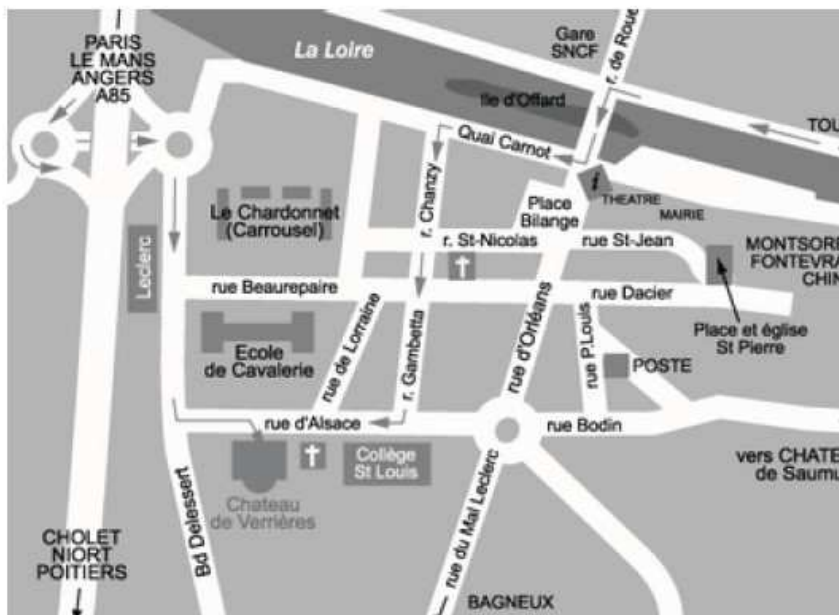 PARIS
LE MANS
ANGERS
A85
La Loire
Gare
SNCF
r. de Roue
Ile d'Offard
TOU
Quai Carnot
r. Chanzy
i
THEATRE
MAIRIE
Place
Bilange
Le Chardonnet
(Carrousel)
r. St-Nicolas
rue St-Jean
MONTSORE
FONTEVRA
CHIN
Leclerc
rue Beaurepaire
rue Dacier
Place et église
St Pierre
Ecole
de Cavalerie
rue de Lorraine
r. Gambetta
rue d'Orléans
rue P.Louis
POSTE
rue d'Alsace
rue Bodin
Collège
St Louis
vers CHATE
de Saumu
Chateau
de Verrières
Bd Delessert
rue du Mal Leclerc
CHOLET
NIORT
POITIERS
BAGNEUX